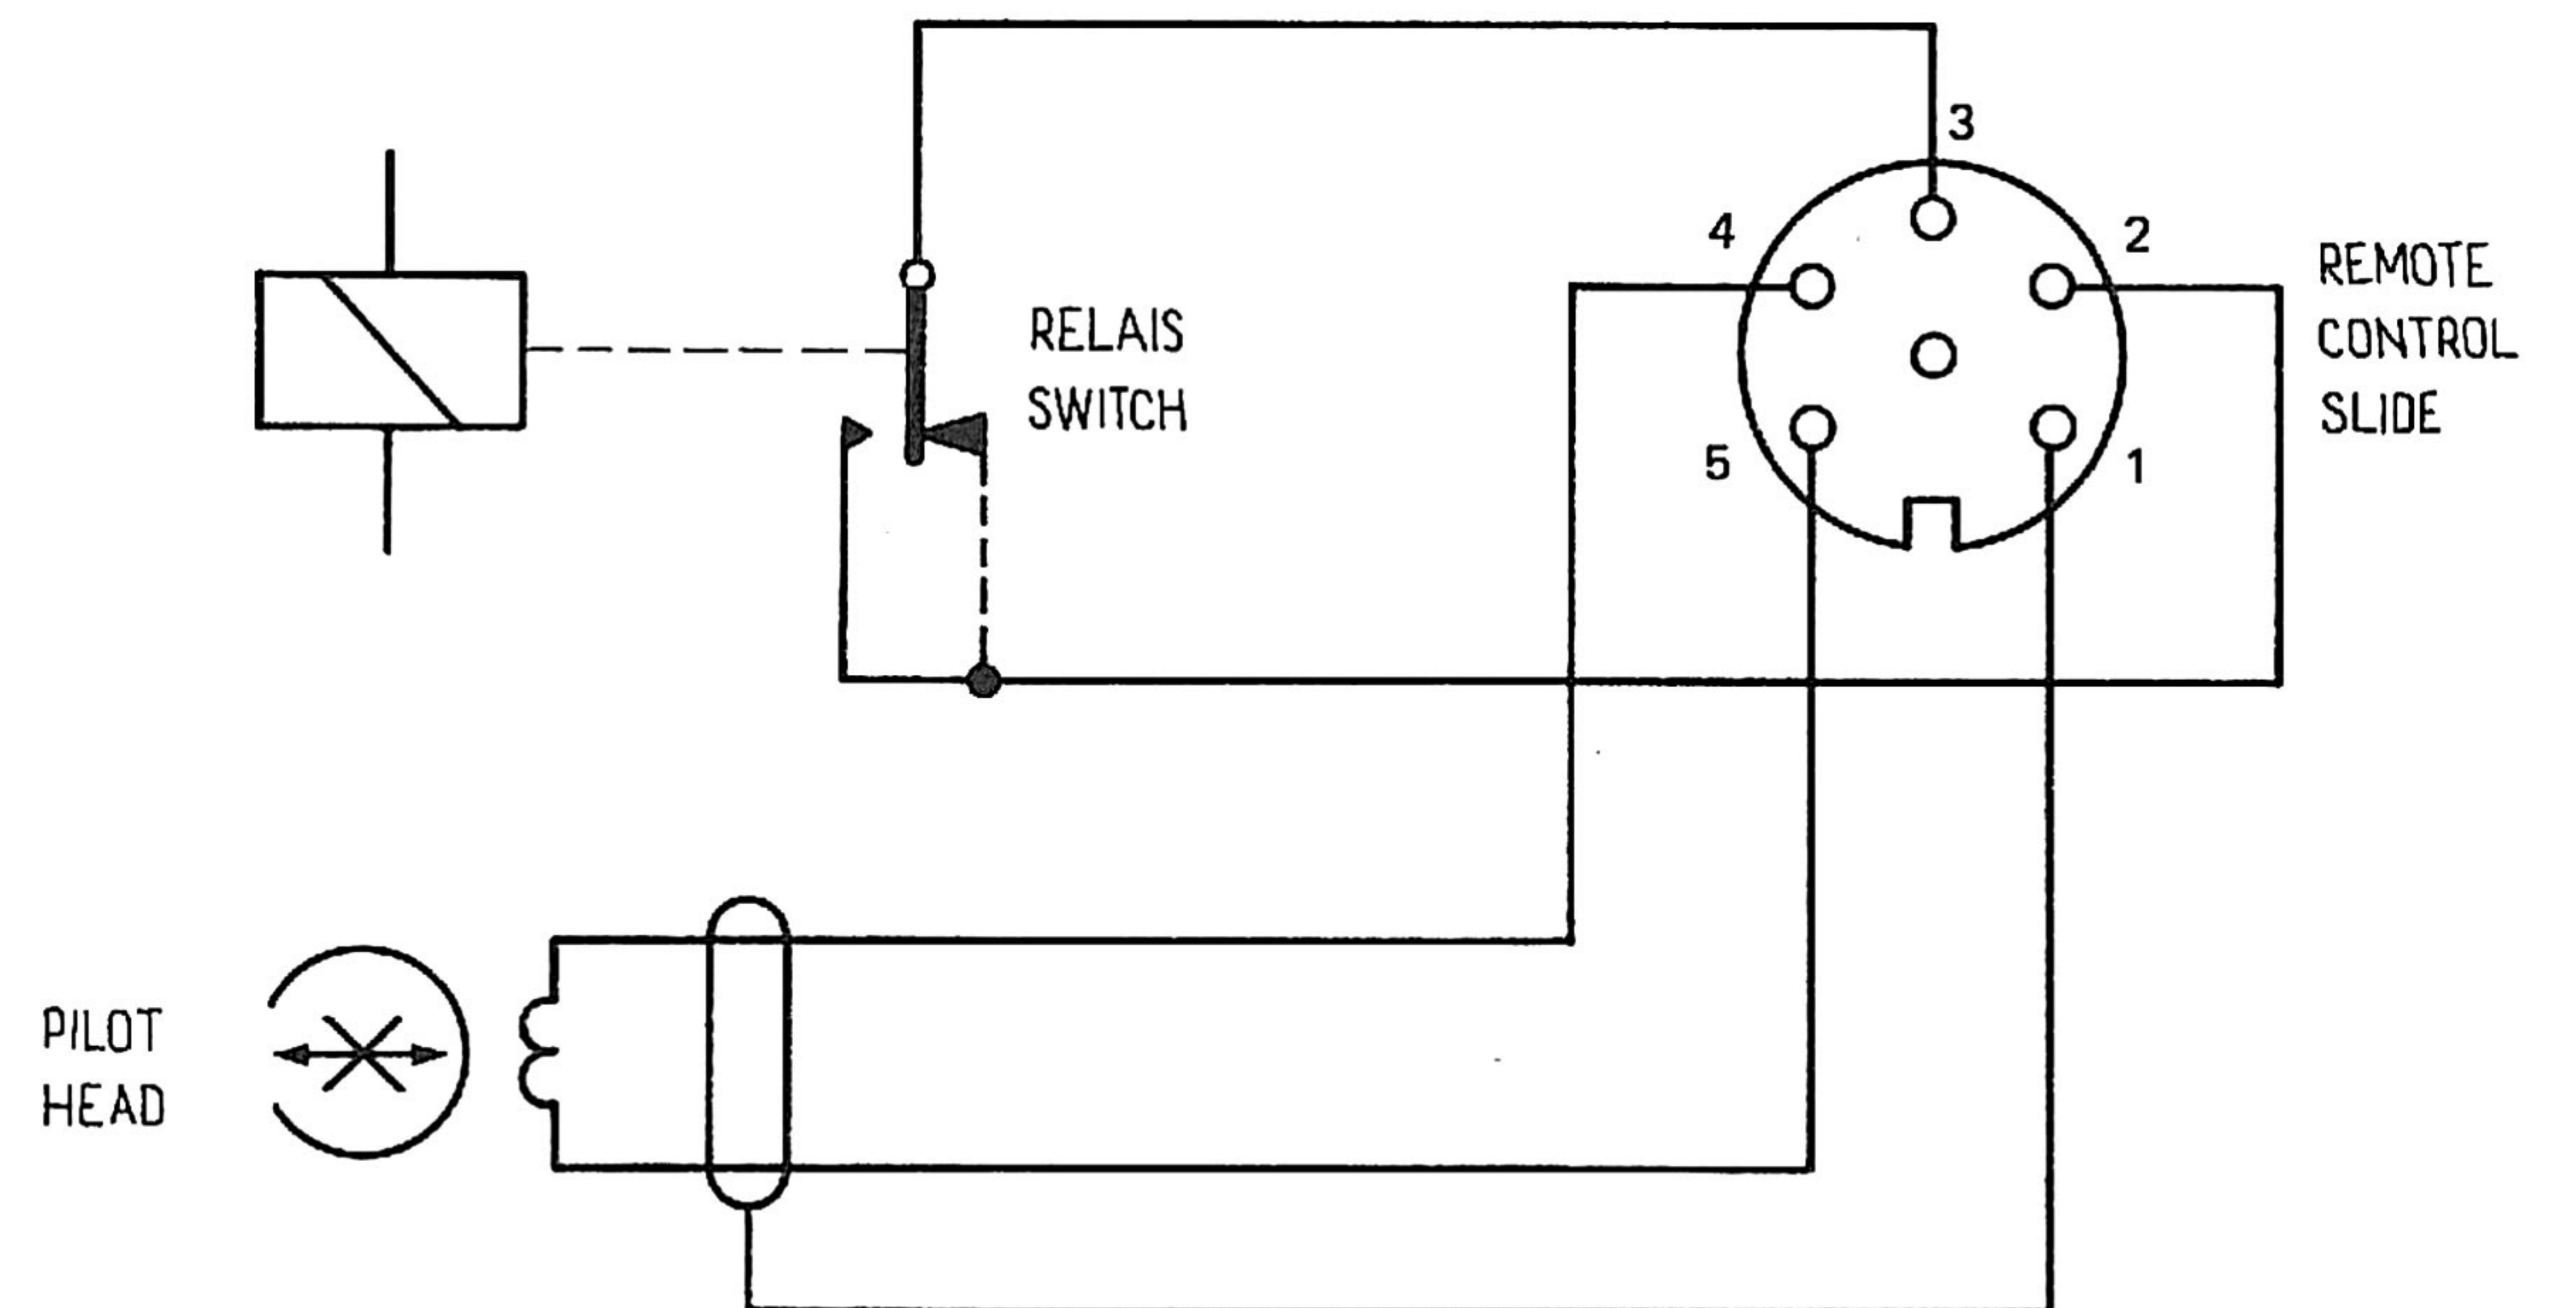 3
4
2
REMOTE
CONTROL
SLIDE
RELAIS
SWITCH
5
1
PILOT
HEAD